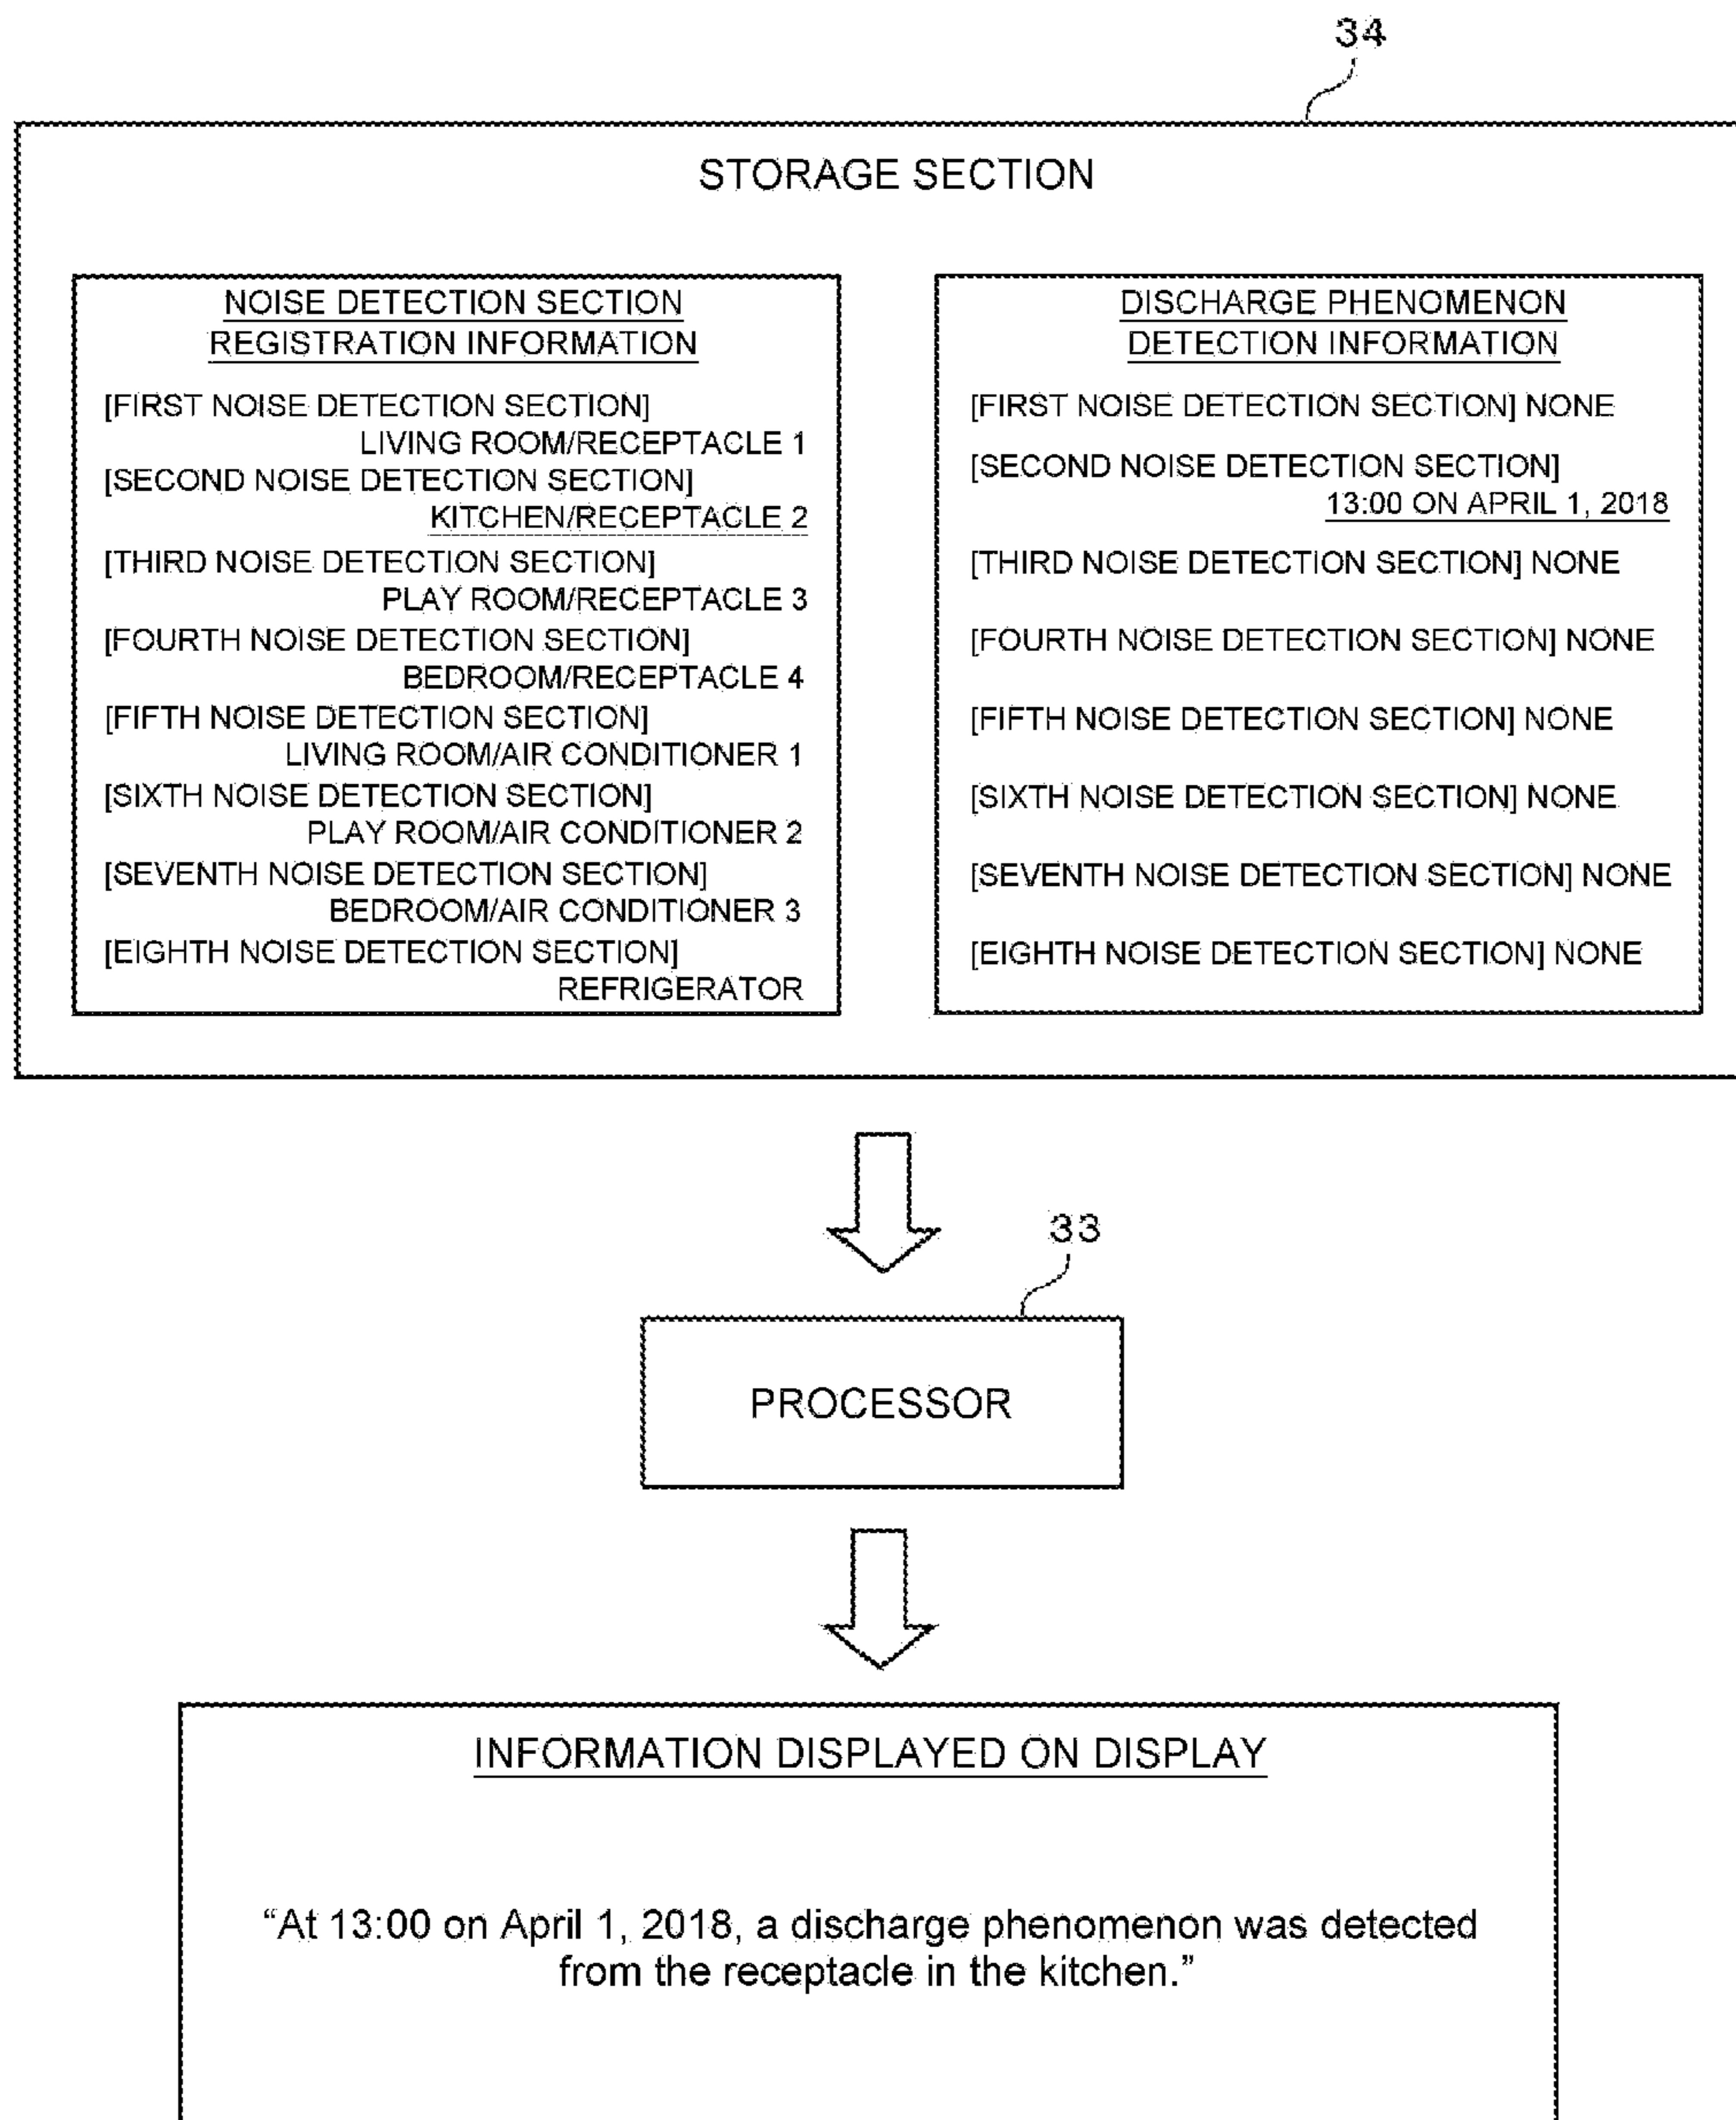 34
STORAGE SECTION
NOISE DETECTION SECTION
REGISTRATION INFORMATION
[FIRST NOISE DETECTION SECTION]
LIVING ROOM/RECEPTACLE 1
[SECOND NOISE DETECTION SECTION]
KITCHEN/RECEPTACLE 2
[THIRD NOISE DETECTION SECTION]
PLAY ROOM/RECEPTACLE 3
[FOURTH NOISE DETECTION SECTION]
BEDROOM/RECEPTACLE 4
[FIFTH NOISE DETECTION SECTION]
LIVING ROOM/AIR CONDITIONER 1
[SIXTH NOISE DETECTION SECTION]
PLAY ROOM/AIR CONDITIONER 2
[SEVENTH NOISE DETECTION SECTION]
BEDROOM/AIR CONDITIONER 3
[EIGHTH NOISE DETECTION SECTION]
REFRIGERATOR
DISCHARGE PHENOMENON
DETECTION INFORMATION
[FIRST NOISE DETECTION SECTION] NONE
[SECOND NOISE DETECTION SECTION]
13:00 ON APRIL 1, 2018
[THIRD NOISE DETECTION SECTION] NONE
[FOURTH NOISE DETECTION SECTION] NONE
[FIFTH NOISE DETECTION SECTION] NONE
[SIXTH NOISE DETECTION SECTION] NONE
[SEVENTH NOISE DETECTION SECTION] NONE
[EIGHTH NOISE DETECTION SECTION] NONE
33
PROCESSOR
INFORMATION DISPLAYED ON DISPLAY
“At 13:00 on April 1, 2018, a discharge phenomenon was detected
from the receptacle in the kitchen.”